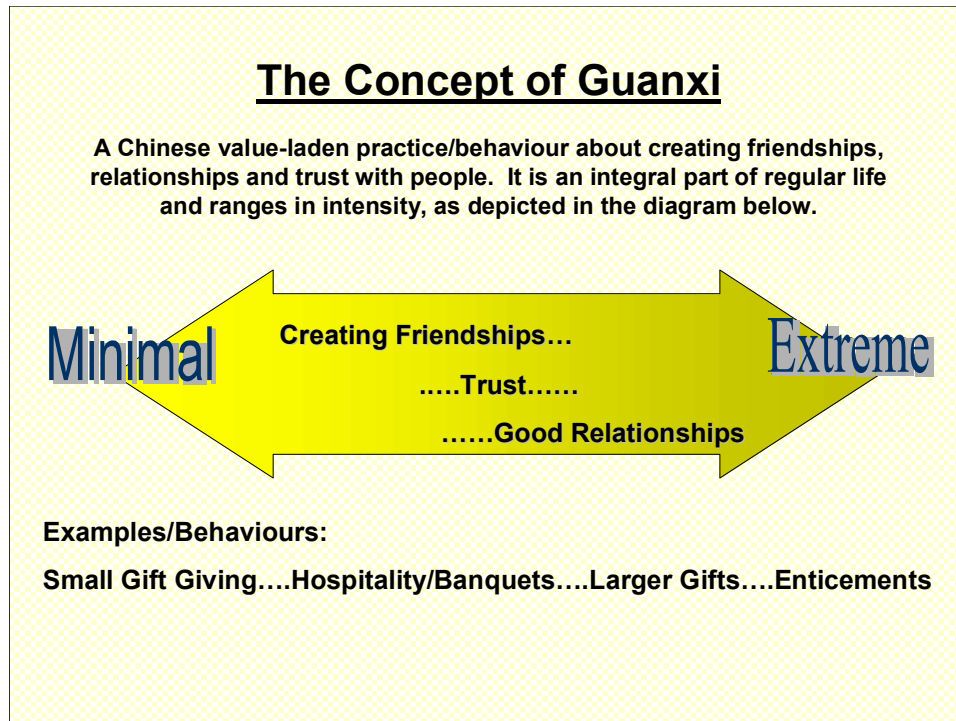 The Concept of Guanxi
A Chinese value-laden practice/behaviour about creating friendships,
relationships and trust with people.  It is an integral part of regular life
and ranges in intensity, as depicted in the diagram below.
Minimal
Creating Friendships…
..…Trust……
……Good Relationships
Extreme
Examples/Behaviours:
Small Gift Giving….Hospitality/Banquets….Larger Gifts….Enticements